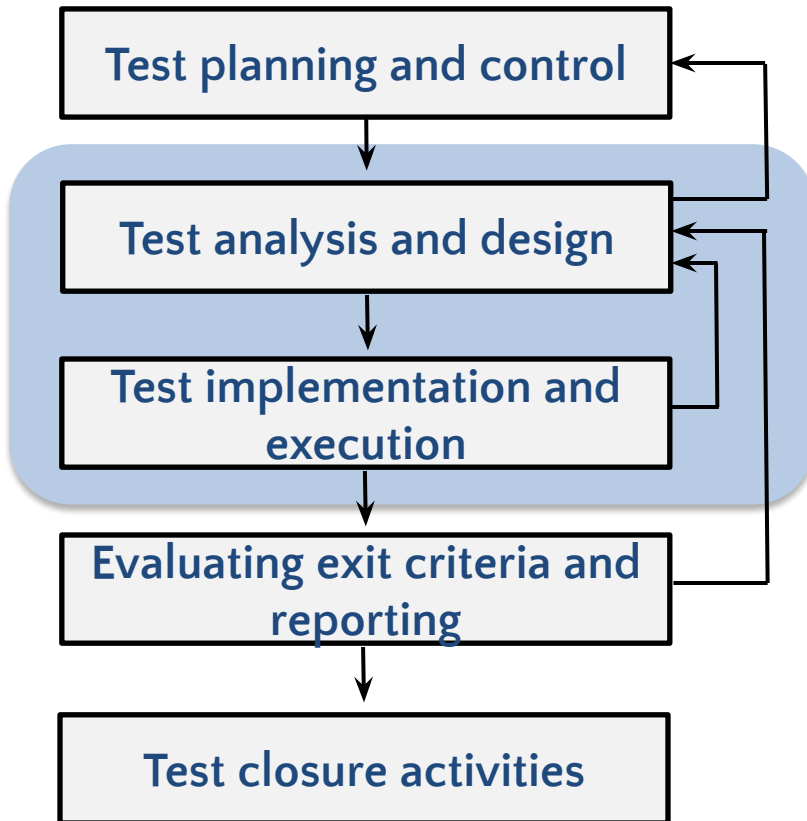 Test planning and control
Test analysis and design
Test implementation and
execution
Evaluating exit criteria and
reporting
Test closure activities